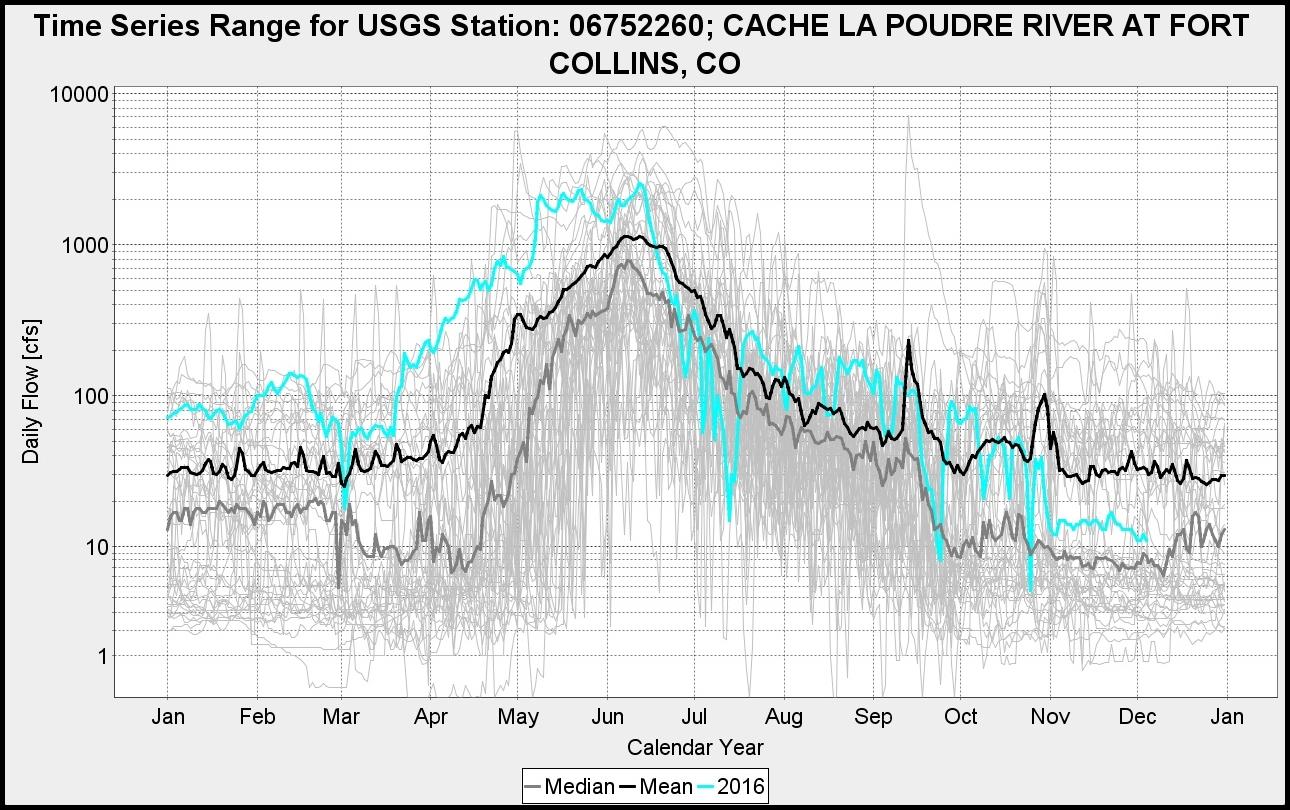 Time Series Range for USGS Station: 06752260; CACHE LA POUDRE RIVER AT FORT
COLLINS, CO
10000
1000
100
10
1
Daily Flow [cfs]
Jan Feb Mar Apr May Jun Jul Aug Sep Oct Nov Dec Jan
Calendar Year
Median Mean 2016